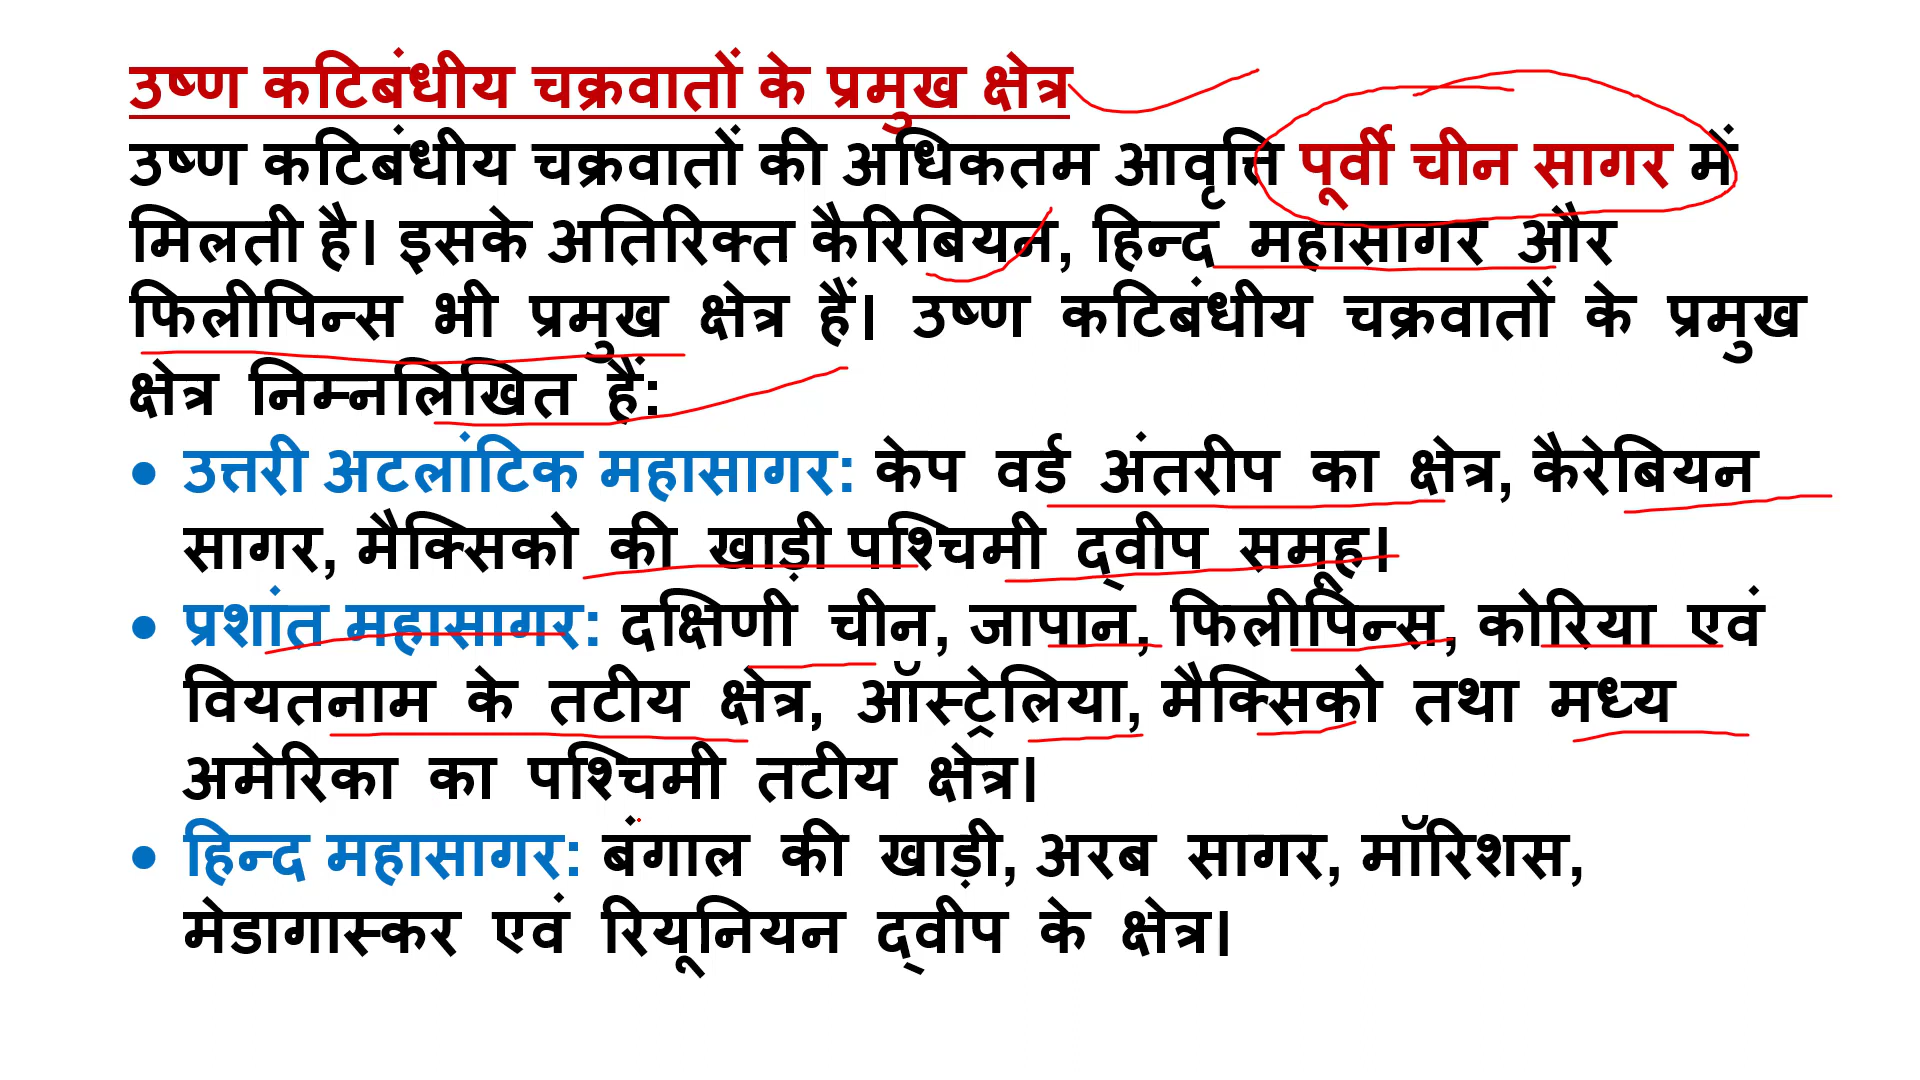 उष्ण कटिबंधीय चक्रवातों के प्रमुख क्षेत्र
उष्ण कटिबंधीय चक्रवातों की अधिकतम आवृत्ति पूर्वी चीन सागर में
मिलती है। इसके अतिरिक्त कैरिबियन, हिन्द महासागर और
फिलीपिन्स भी प्रमुख क्षेत्र हैं। उष्ण कटिबंधीय चक्रवातों के प्रमुख
क्षेत्र निम्नलिखित हैं:
• उत्तरी अटलांटिक महासागर: केप वर्ड अंतरीप का क्षेत्र, कैरेबियन
सागर, मैक्सिको की खाड़ी पश्चिमी द्वीप समूह।
• प्रशांत महासागर: दक्षिणी चीन, जापान, फिलीपिन्स, कोरिया एवं
वियतनाम के तटीय क्षेत्र, ऑस्ट्रेलिया, मैक्सिको तथा मध्य
अमेरिका का पश्चिमी तटीय क्षेत्र।
• हिन्द महासागर: बंगाल की खाड़ी, अरब सागर, मॉरिशस,
मेडागास्कर एवं रियूनियन द्वीप के क्षेत्र।